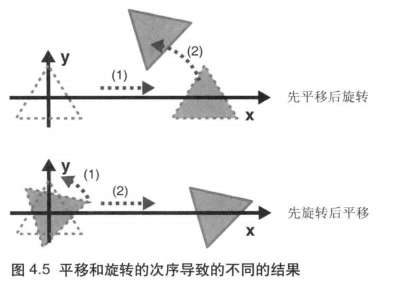 y
(2)
(1)
x
先平移后旋转
y
(1)
(2)
x
先旋转后平移
图 4.5 平移和旋转的次序导致的不同的结果